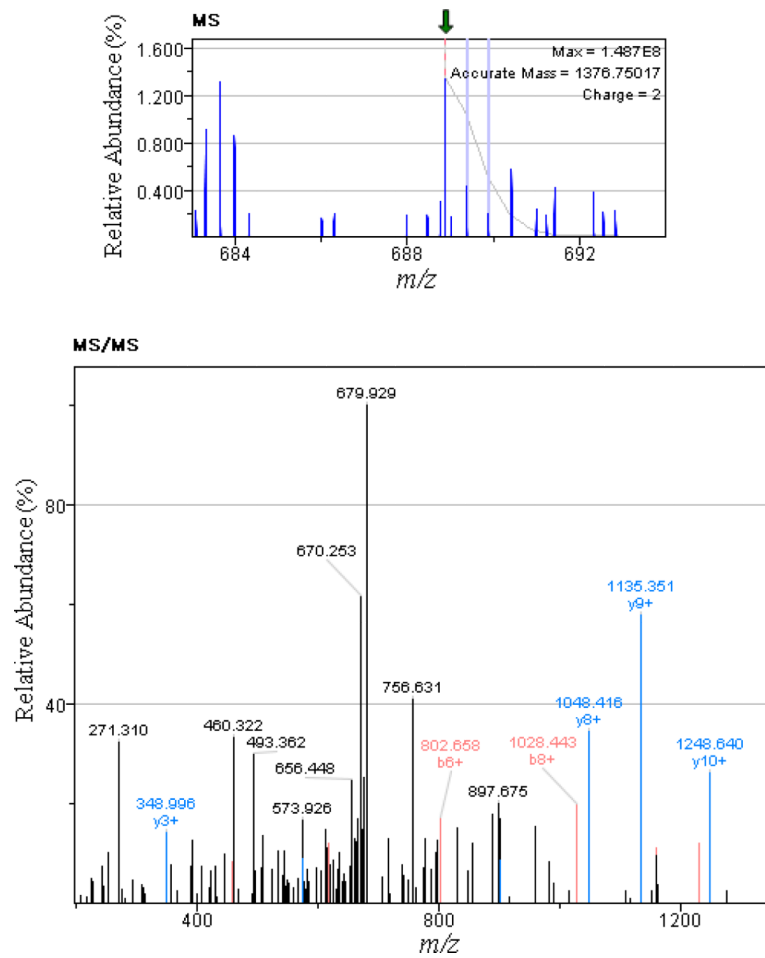 MS
Max = 1.487E8
Accurate Mass = 1376.75017
Charge = 2
Relative Abundance (%)
1.600
1.200
0.800
0.400
684
688
692
m/z
MS/MS
Relative Abundance (%)
80
40
679.929
670.253
1135.351
y9+
756.631
1048.416
y8+
271.310
460.322
493.362
802.658
b6+
1028.443
b8+
1248.640
y10+
656.448
348.996
y3+
573.926
897.675
400
800
1200
m/z